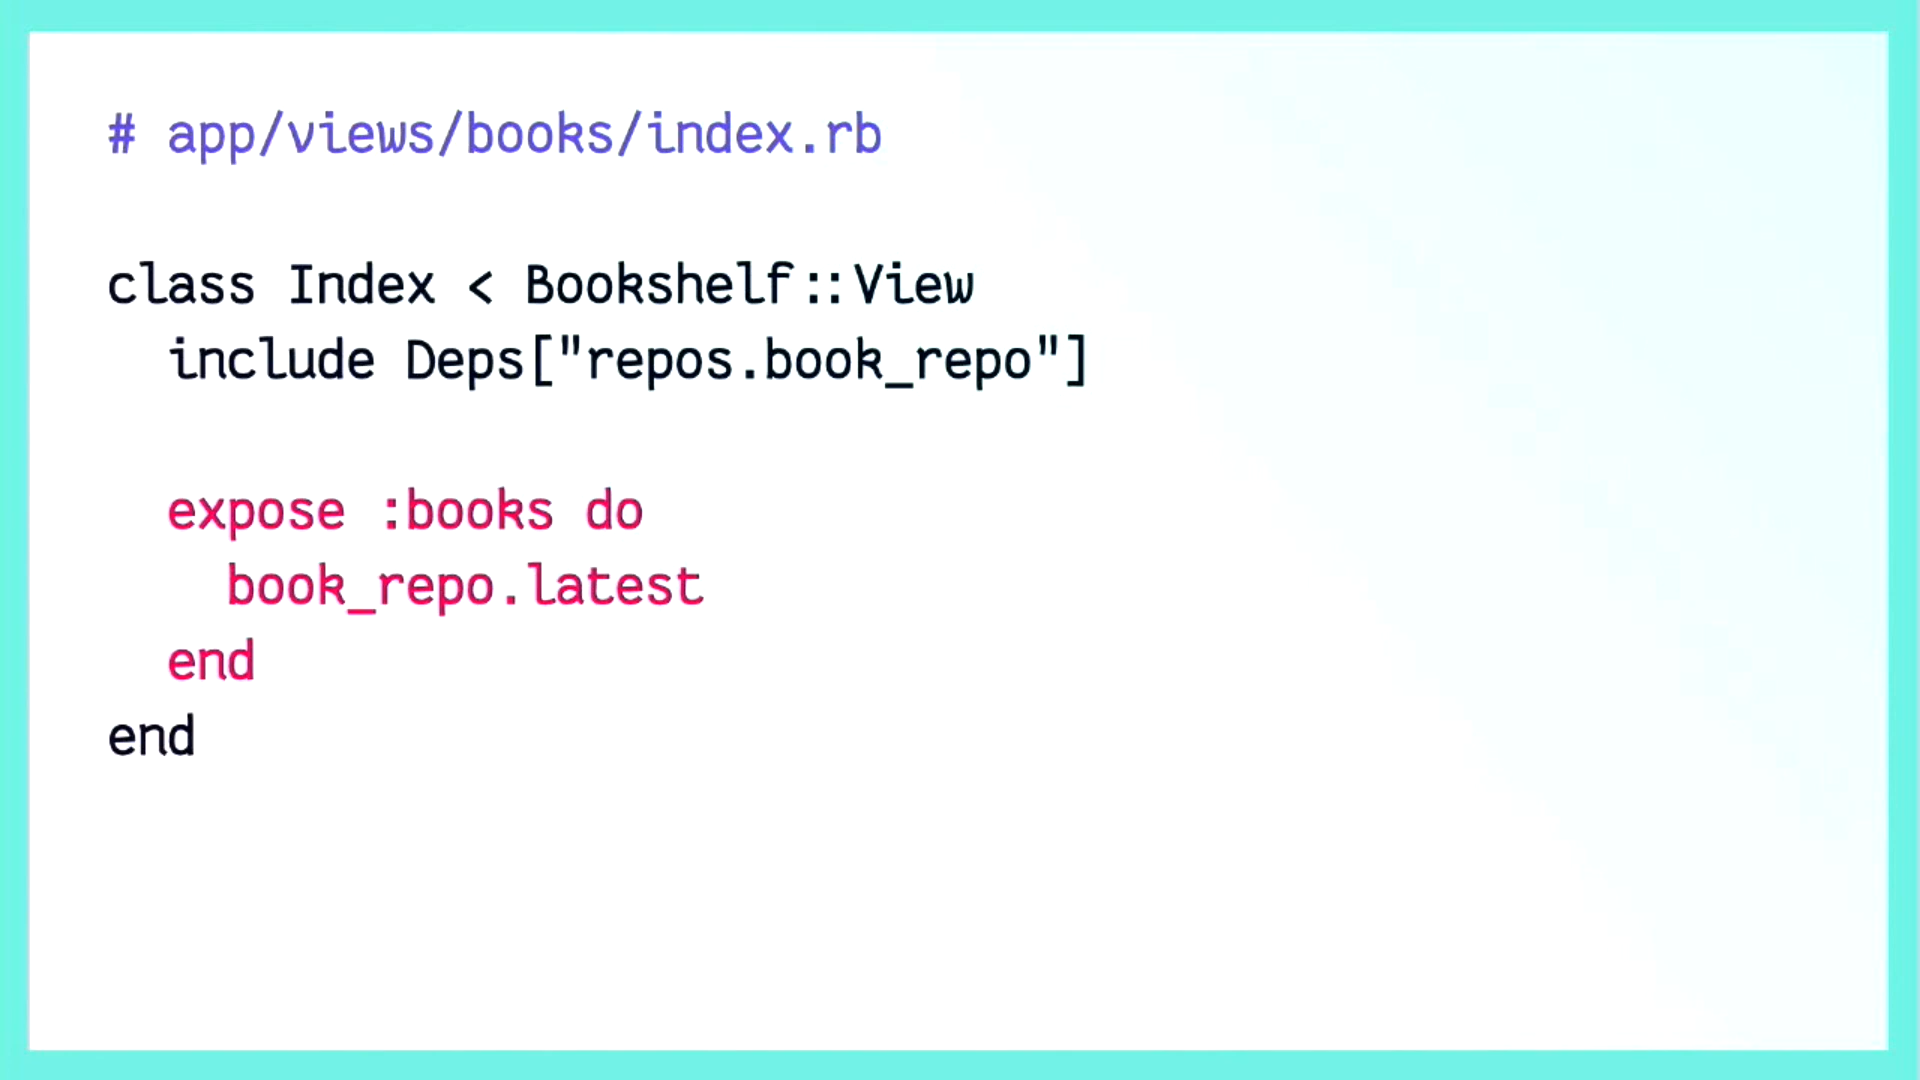 # app/views/books/index.rb
class Index < Bookshelf::View
  include Deps["repos.book_repo"]
  expose :books do
    book_repo.latest
  end
end